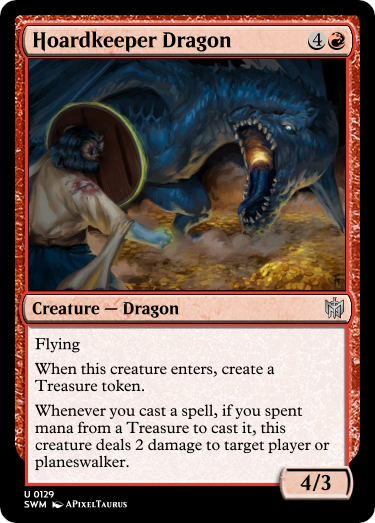 Hoardkeeper Dragon 4
Creature — Dragon
Flying
When this creature enters, create a
Treasure token.
Whenever you cast a spell, if you spent
mana from a Treasure to cast it, this
creature deals 2 damage to target player or
planeswalker.
4/3
U 0129
SWM APixelTaurus